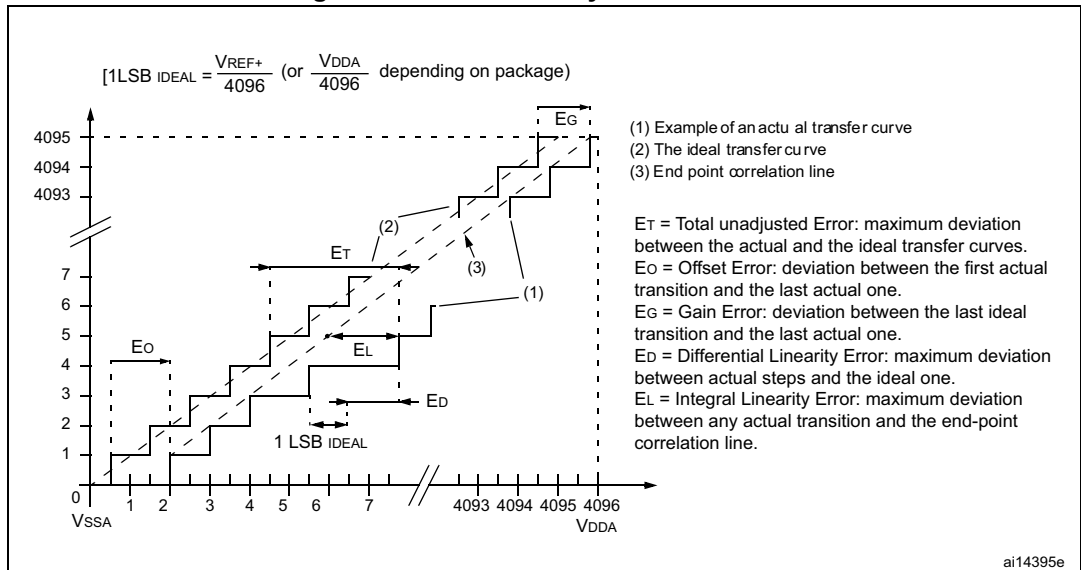 [1LSB IDEAL = VREF+ / 4096 (or VDDA / 4096 depending on package)
EG
4095
4094
4093
7
6
5
4
3
2
1
0
(1) Example of an actu al transfer curve
(2) The ideal transfer cu rve
(3) End point correlation line
ET = Total unadjusted Error: maximum deviation
between the actual and the ideal transfer curves.
EO = Offset Error: deviation between the first actual
transition and the last actual one.
EG = Gain Error: deviation between the last ideal
transition and the last actual one.
ED = Differential Linearity Error: maximum deviation
between actual steps and the ideal one.
EL = Integral Linearity Error: maximum deviation
between any actual transition and the end-point
correlation line.
(2)
ET
(3)
(1)
EO
EL
ED
1 LSB IDEAL
1 2 3 4 5 6 7 4093 4094 4095 4096
VSSA
VDDA
ai14395e